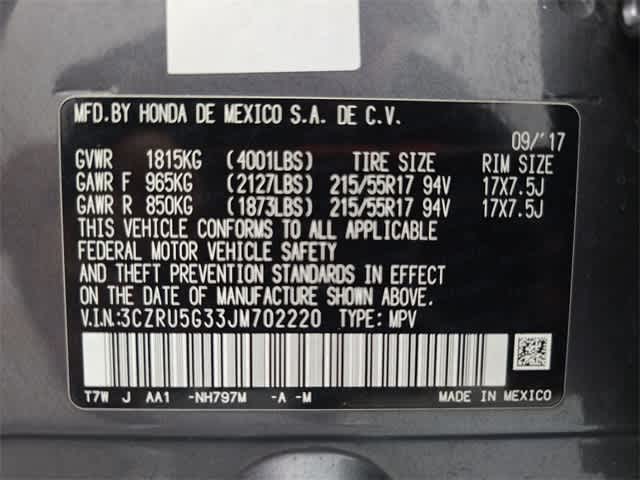 MFD.BY HONDA DE MEXICO S.A. DE C.V.
09/'17
GVWR 1815KG (4001LBS) TIRE SIZE RIM SIZE
GAWR F 965KG (2127LBS) 215/55R17 94V 17X7.5J
GAWR R 850KG (1873LBS) 215/55R17 94V 17X7.5J
THIS VEHICLE CONFORMS TO ALL APPLICABLE
FEDERAL MOTOR VEHICLE SAFETY
AND THEFT PREVENTION STANDARDS IN EFFECT
ON THE DATE OF MANUFACTURE SHOWN ABOVE.
V.I.N:3CZRU5G33JM702220 TYPE: MPV
T7W J AA1 -NH797M -A -M MADE IN MEXICO